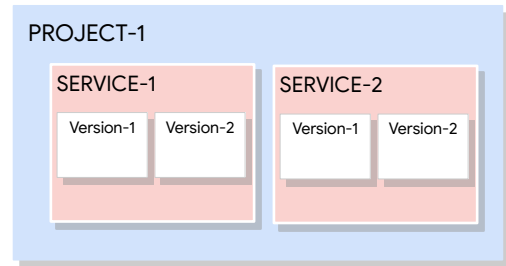 PROJECT-1
SERVICE-1
Version-1 Version-2
SERVICE-2
Version-1 Version-2